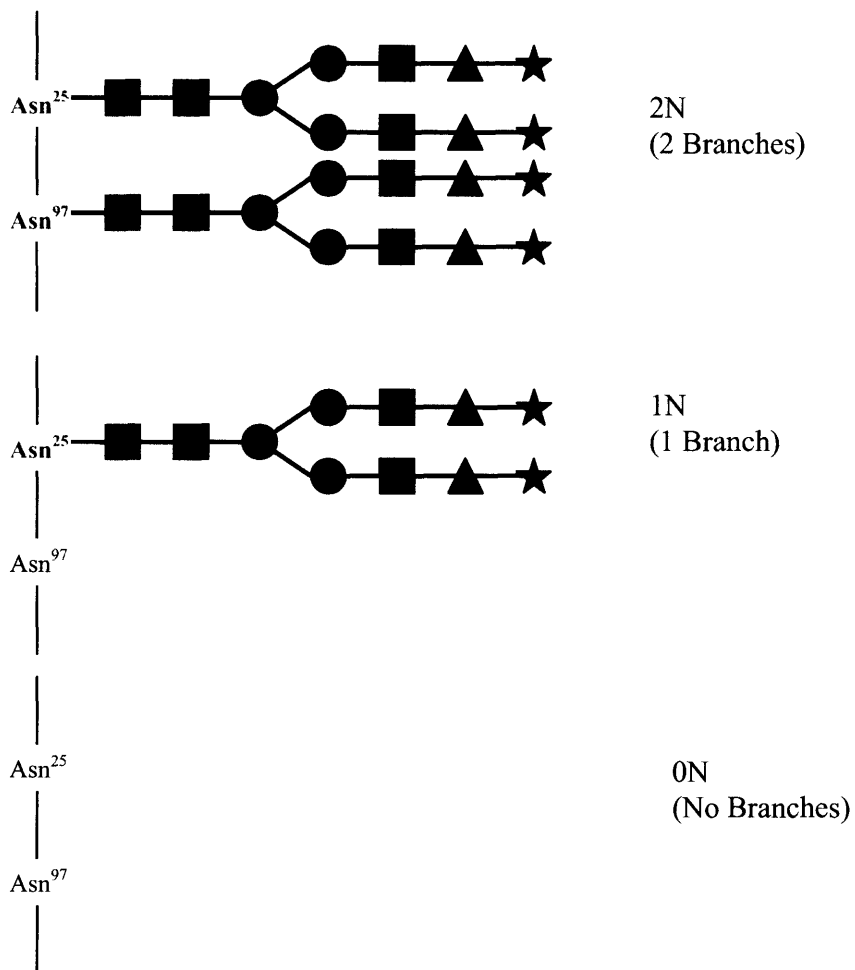 Asn²⁵
2N
(2 Branches)
Asn⁹⁷
1N
(1 Branch)
Asn²⁵
Asn⁹⁷
Asn²⁵
0N
(No Branches)
Asn⁹⁷